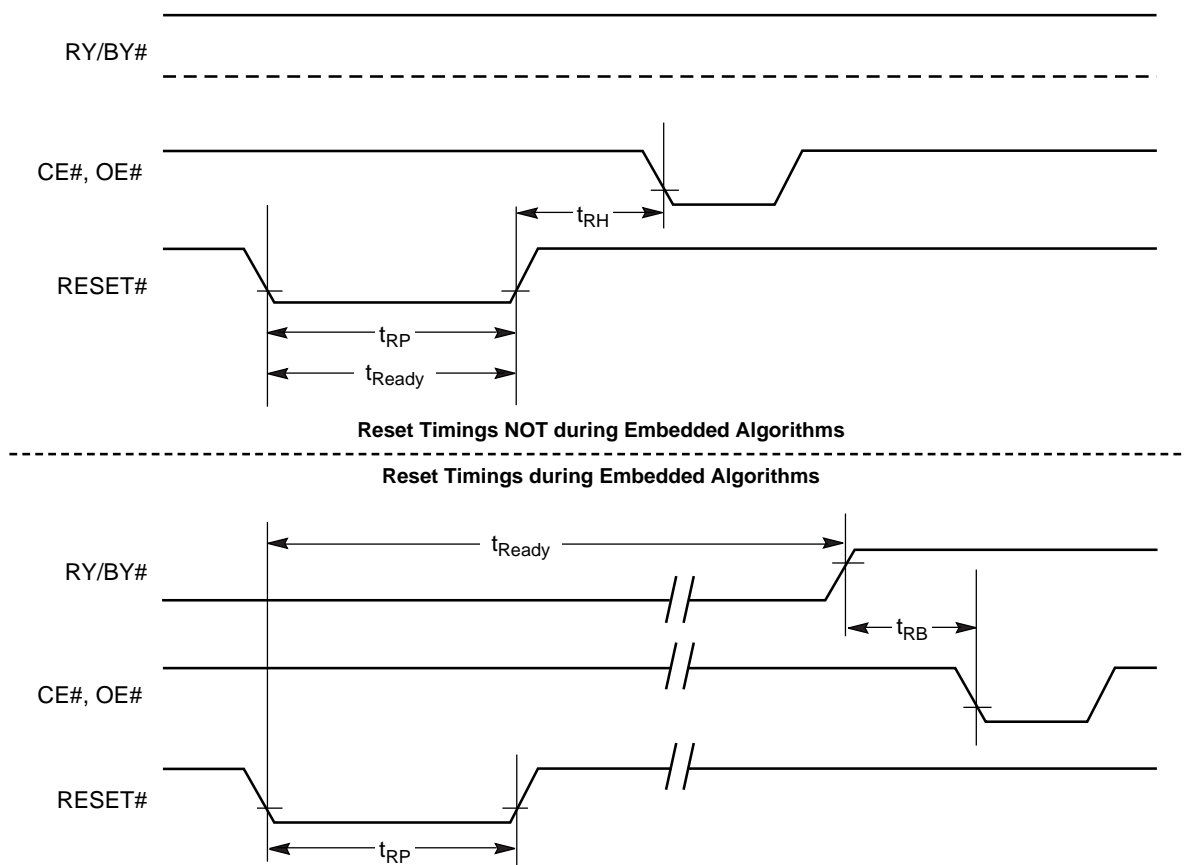 RY/BY#
CE#, OE#
tRH
RESET#
tRP
tReady
Reset Timings NOT during Embedded Algorithms
Reset Timings during Embedded Algorithms
tReady
RY/BY#
tRB
CE#, OE#
RESET#
tRP